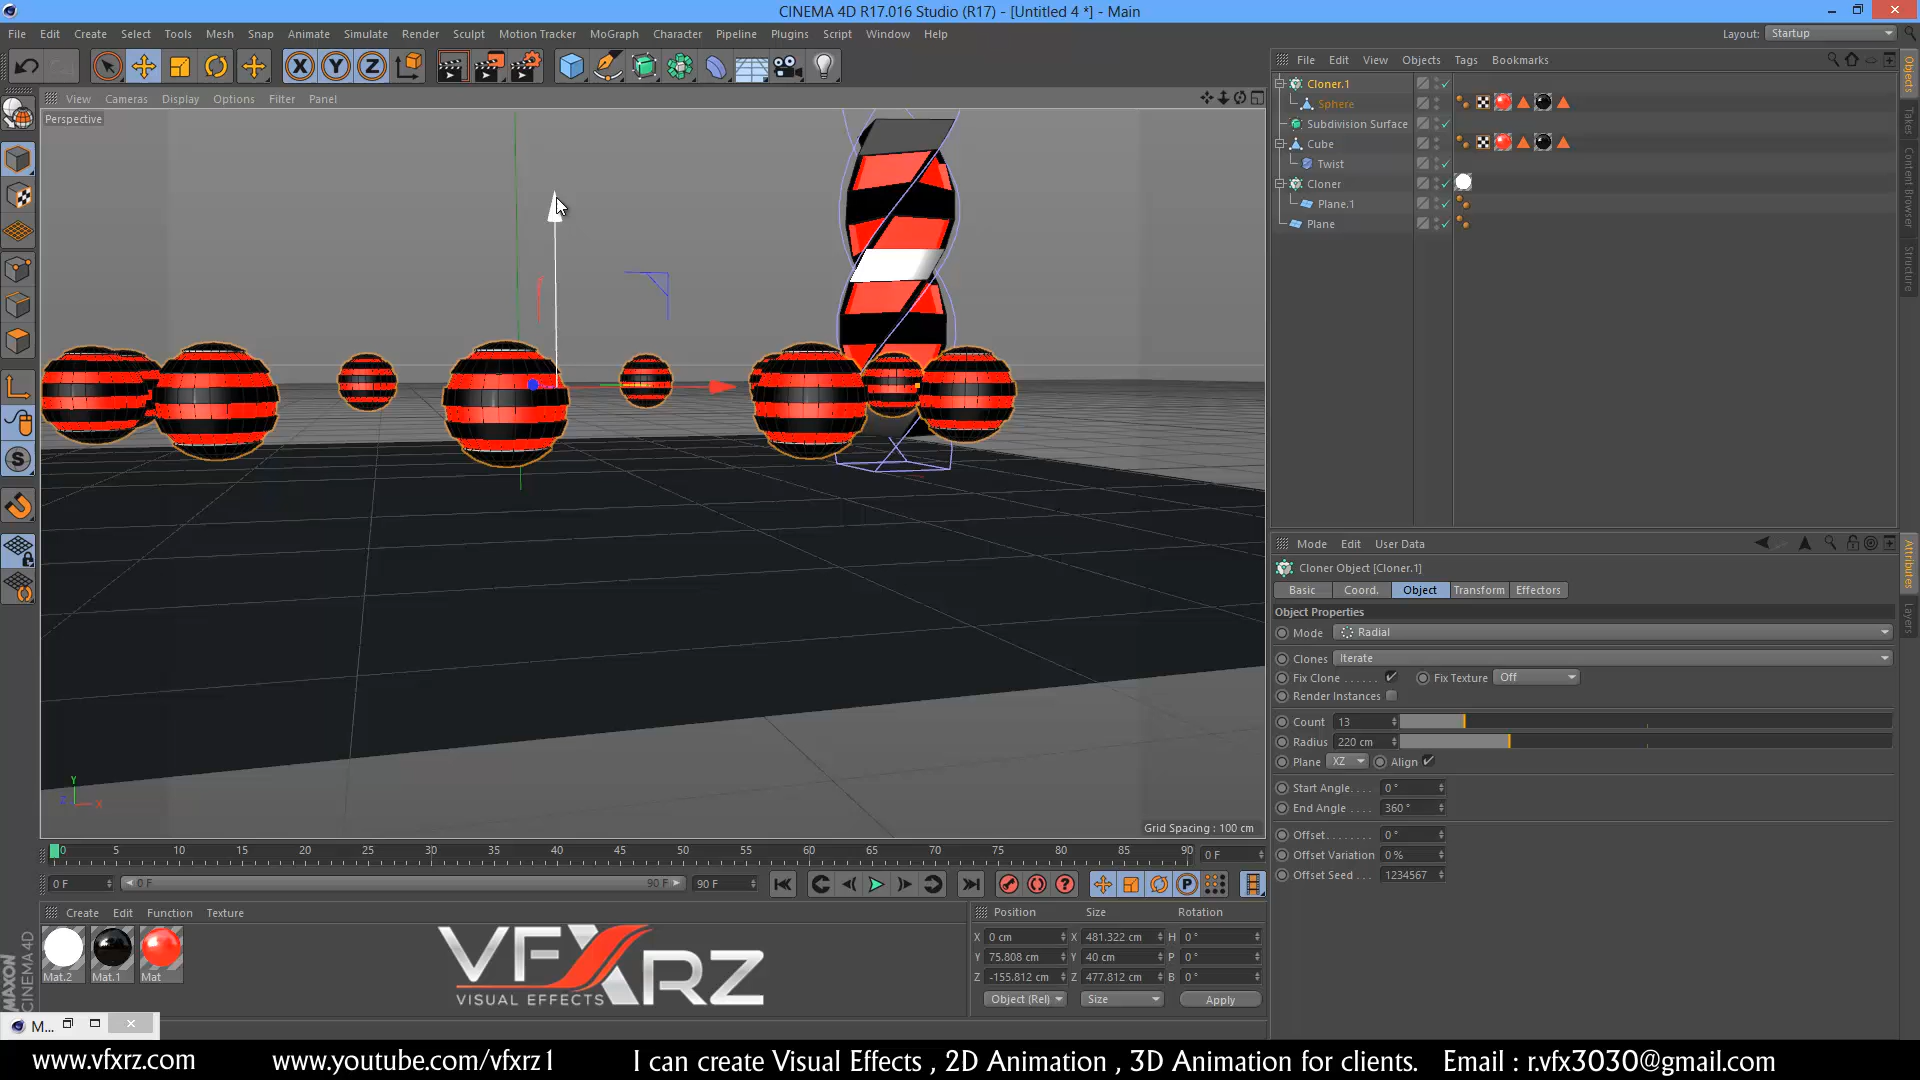 CINEMA 4D R17.016 Studio (R17) - [Untitled 4 *] - Main
File Edit Create Select Tools Mesh Snap Animate Simulate Render Sculpt Motion Tracker MoGraph Character Pipeline Plugins Script Window Help
Layout: Startup
X Y Z
File Edit View Objects Tags Bookmarks
View Cameras Display Options Filter Panel
Perspective
Cloner.1
Sphere
Subdivision Surface
Cube
Twist
Cloner
Plane.1
Plane
Objects
Takes
Content Browser
Structure
Mode Edit User Data
Cloner Object [Cloner.1]
Basic Coord. Object Transform Effectors
Object Properties
Mode Radial
Clones Iterate
Fix Clone . . . . . . Fix Texture Off
Render Instances
Count 13
Radius 220 cm
Plane XZ Align
Start Angle. . . . 0 °
End Angle . . . . 360 °
Offset. . . . . . . . 0 °
Offset Variation 0 %
Offset Seed . . . 1234567
Attributes
Layers
S
Y
Z X
Grid Spacing : 100 cm
0 5 10 15 20 25 30 35 40 45 50 55 60 65 70 75 80 85 90 0 F
0 F 0 F 90 F 90 F
P
Create Edit Function Texture
Mat.2 Mat.1 Mat
VFXRZ
VISUAL EFFECTS
Position Size Rotation
X 0 cm X 481.322 cm H 0 °
Y 75.808 cm Y 40 cm P 0 °
Z -155.812 cm Z 477.812 cm B 0 °
Object (Rel) Size Apply
MAXON
CINEMA 4D
M...
www.vfxrz.com www.youtube.com/vfxrz1 I can create Visual Effects , 2D Animation , 3D Animation for clients. Email : r.vfx3030@gmail.com